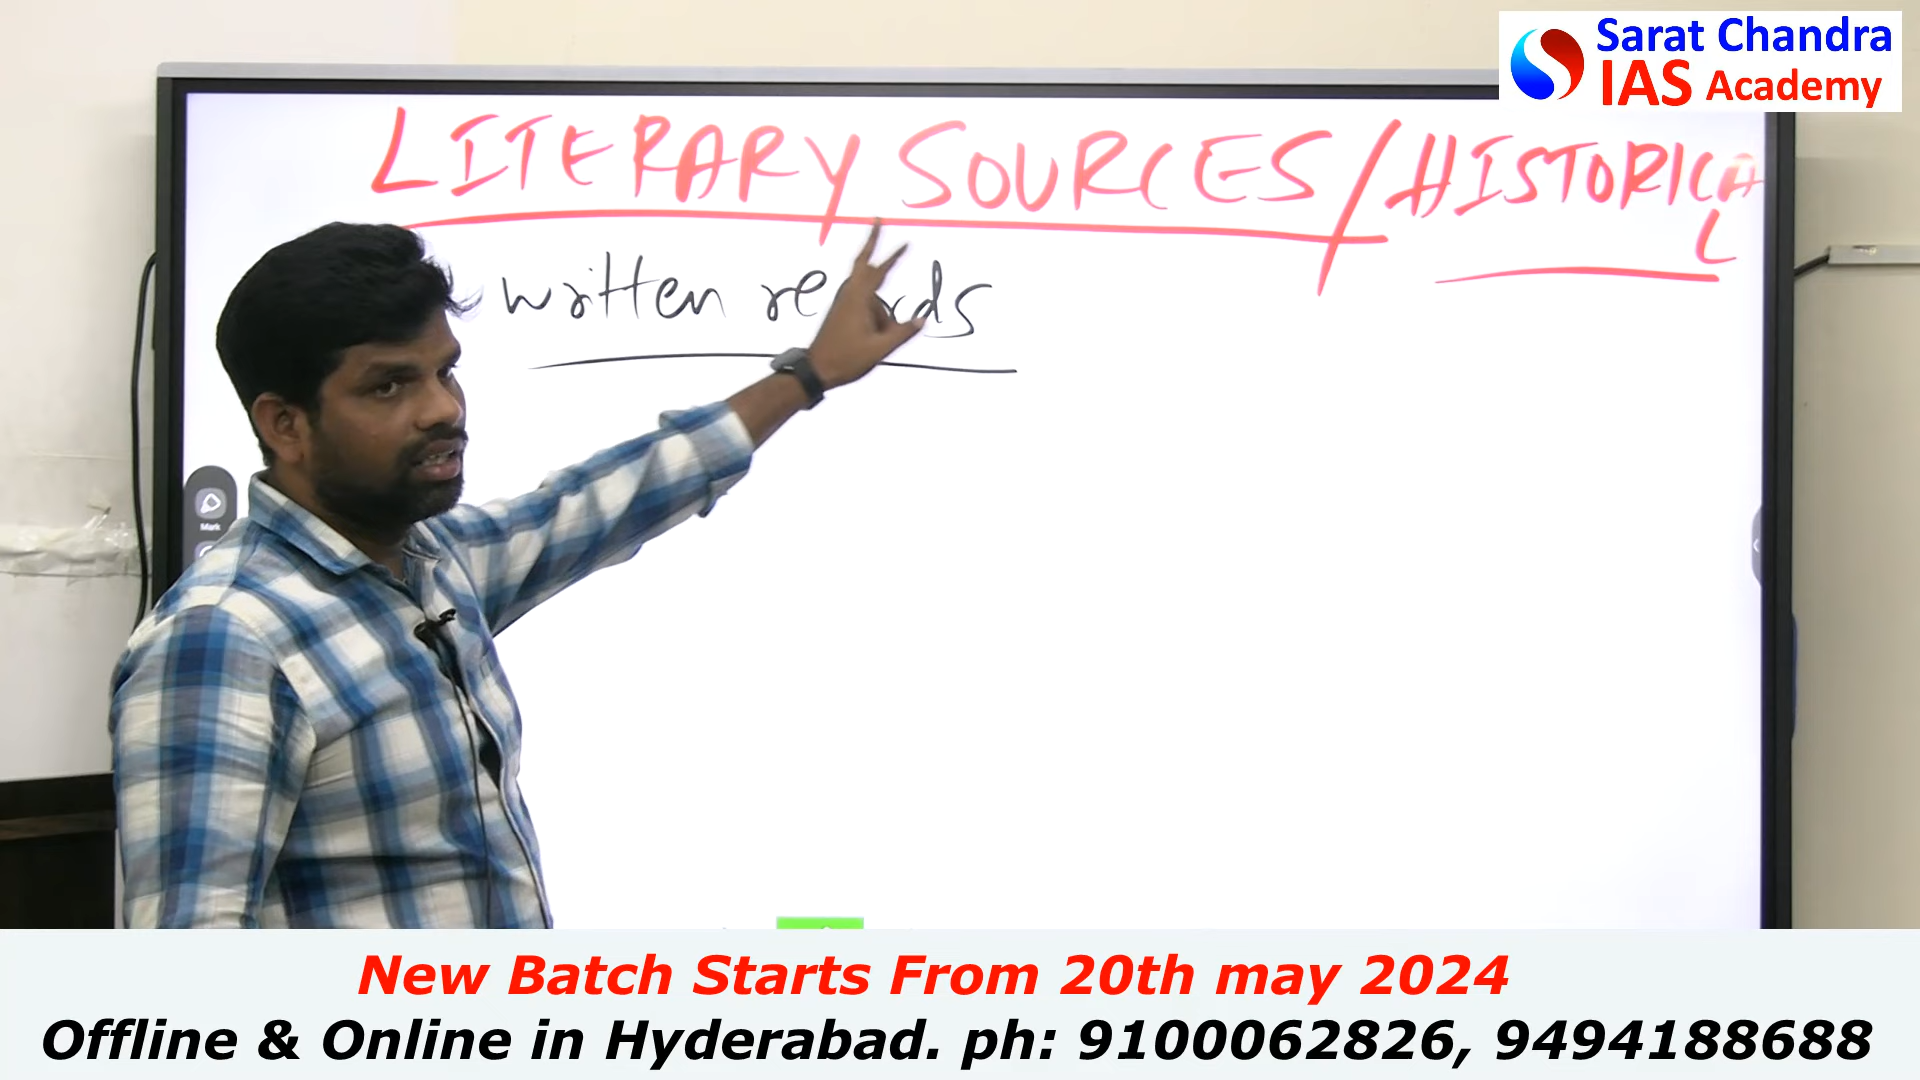 Sarat Chandra
IAS Academy
LITERARY SOURCES / HISTORICAL
written records
Mark
New Batch Starts From 20th may 2024
Offline & Online in Hyderabad. ph: 9100062826, 9494188688